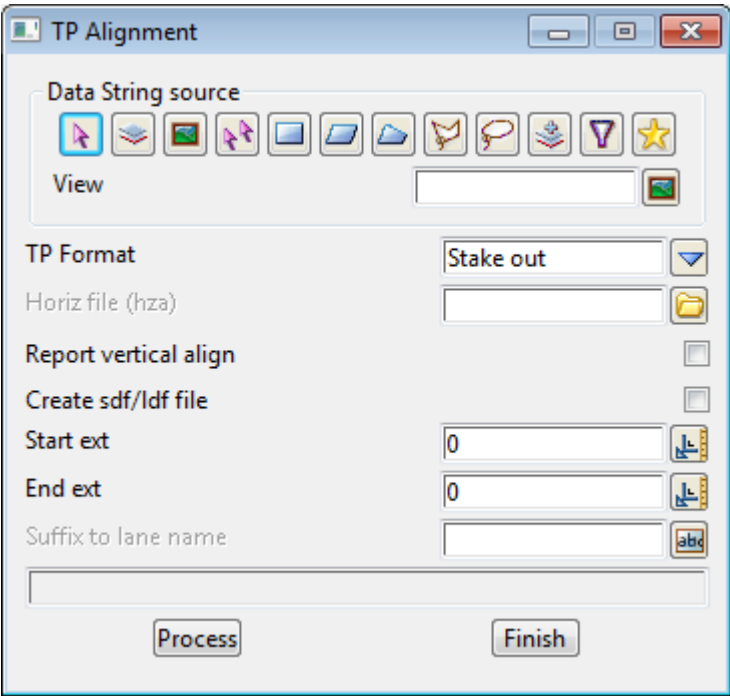 TP Alignment
Data String source
View
TP Format Stake out
Horiz file (hza)
Report vertical align
Create sdf/ldf file
Start ext 0
End ext 0
Suffix to lane name abc
Process Finish